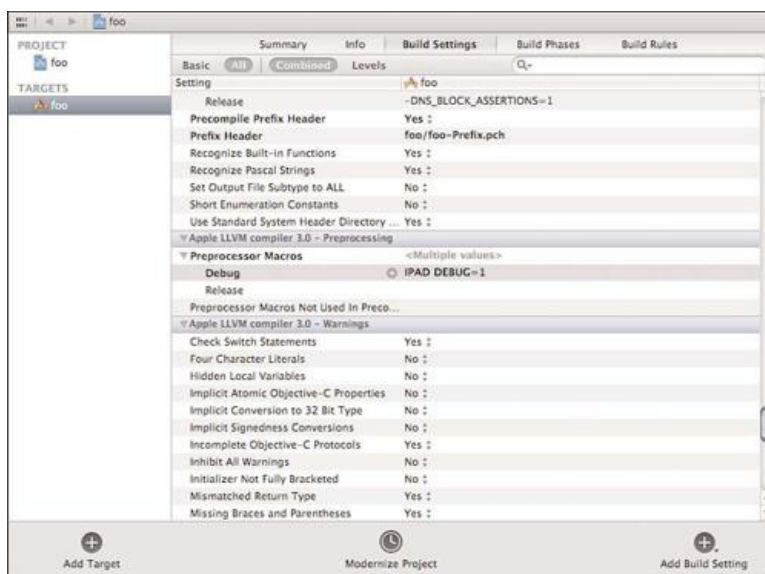 foo
PROJECT
foo
TARGETS
foo
Summary Info Build Settings Build Phases Build Rules
Basic All Combined Levels
Setting foo
Release -DNS_BLOCK_ASSERTIONS=1
Precompile Prefix Header Yes
Prefix Header foo/foo-Prefix.pch
Recognize Built-in Functions Yes
Recognize Pascal Strings Yes
Set Output File Subtype to ALL No
Short Enumeration Constants No
Use Standard System Header Directory ... Yes
Apple LLVM compiler 3.0 - Preprocessing
Preprocessor Macros <Multiple values>
Debug IPAD DEBUG=1
Release
Preprocessor Macros Not Used In Preco...
Apple LLVM compiler 3.0 - Warnings
Check Switch Statements Yes
Four Character Literals No
Hidden Local Variables No
Implicit Atomic Objective-C Properties No
Implicit Conversion to 32 Bit Type No
Implicit Signedness Conversions No
Incomplete Objective-C Protocols Yes
Inhibit All Warnings No
Initializer Not Fully Bracketed No
Mismatched Return Type Yes
Missing Braces and Parentheses Yes
Add Target Modernize Project Add Build Setting